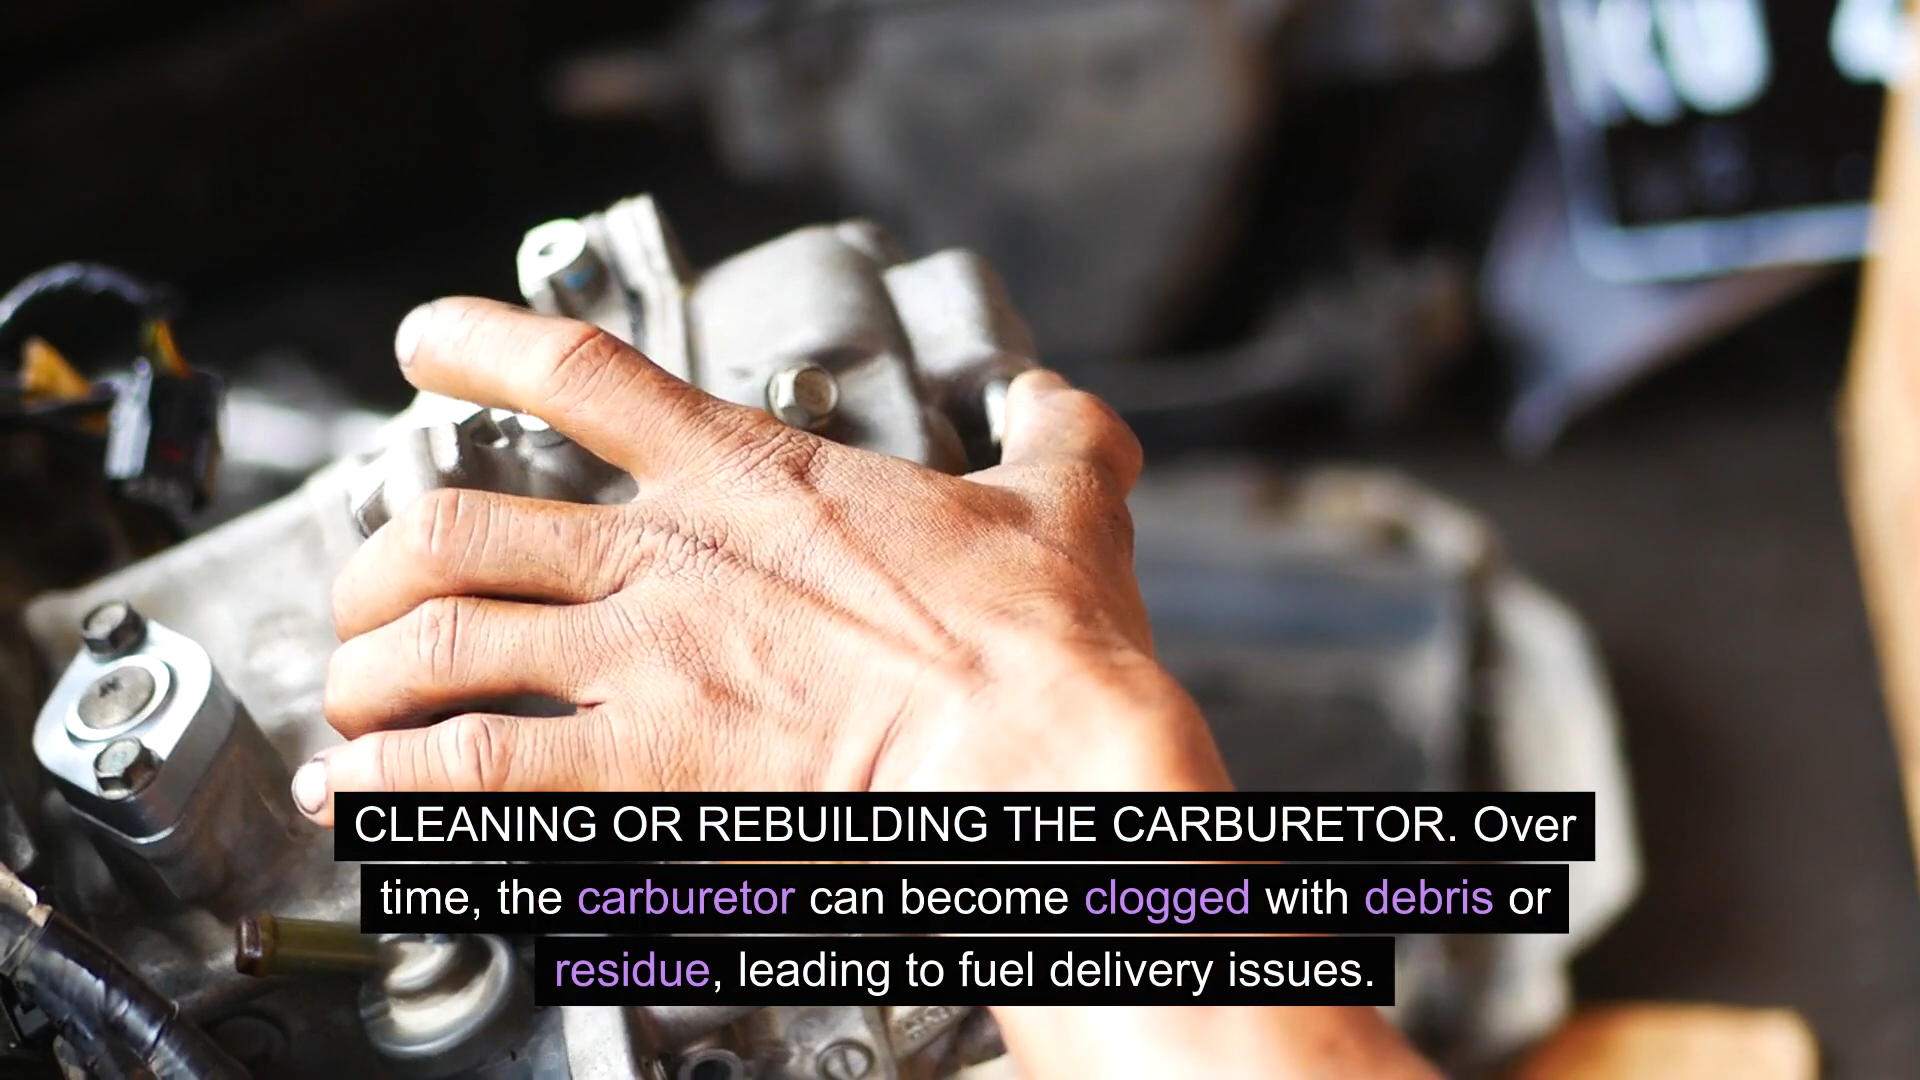 CLEANING OR REBUILDING THE CARBURETOR. Over
time, the carburetor can become clogged with debris or
residue, leading to fuel delivery issues.